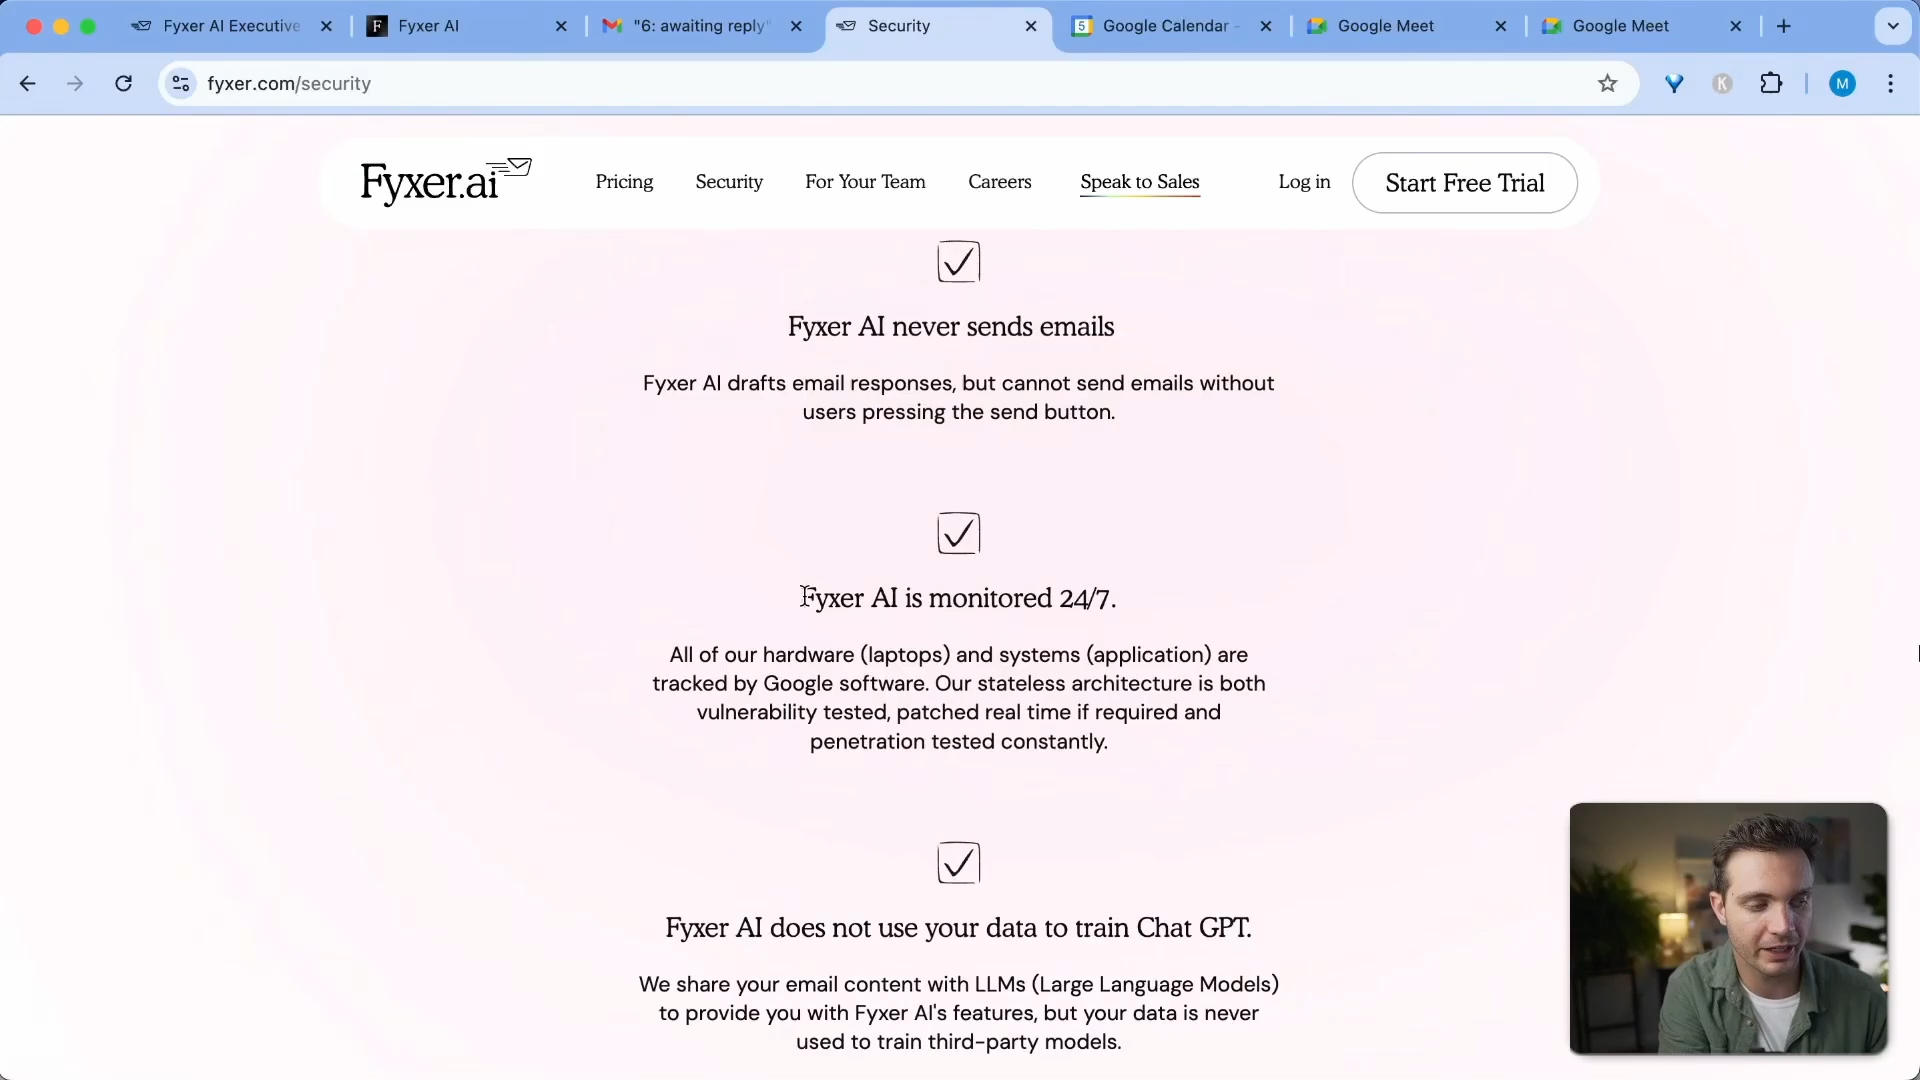 Fyxer AI Executive
F Fyxer AI
"6: awaiting reply"
Security
5 Google Calendar -
Google Meet
Google Meet
fyxer.com/security
K
M
Fyxer.ai
Pricing
Security
For Your Team
Careers
Speak to Sales
Log in
Start Free Trial
Fyxer AI never sends emails
Fyxer AI drafts email responses, but cannot send emails without
users pressing the send button.
Fyxer AI is monitored 24/7.
All of our hardware (laptops) and systems (application) are
tracked by Google software. Our stateless architecture is both
vulnerability tested, patched real time if required and
penetration tested constantly.
Fyxer AI does not use your data to train Chat GPT.
We share your email content with LLMs (Large Language Models)
to provide you with Fyxer AI's features, but your data is never
used to train third-party models.